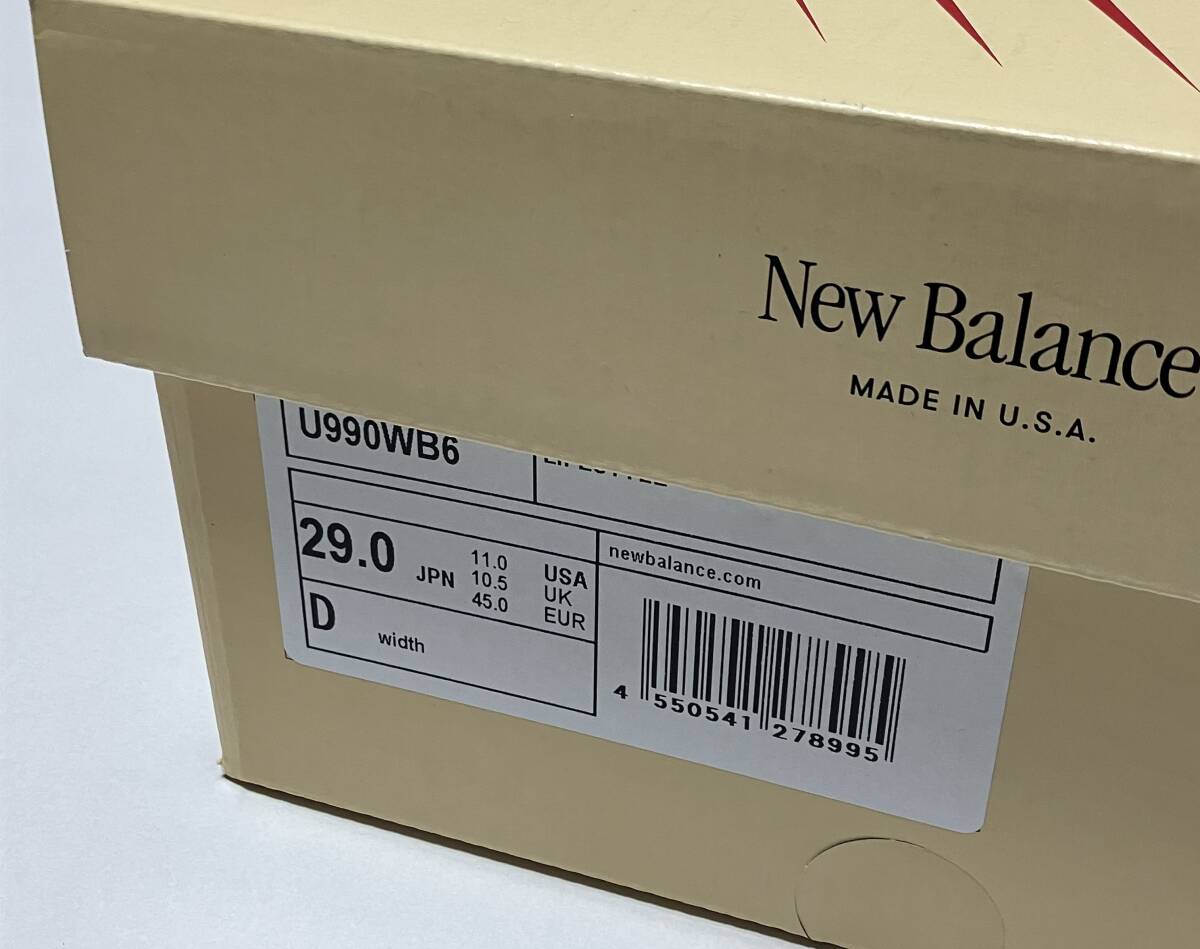 New Balance
MADE IN U.S.A.
U990WB6
LIFESTYLE
29.0 JPN
11.0 USA
10.5 UK
45.0 EUR
D width
newbalance.com
4 550541 278995